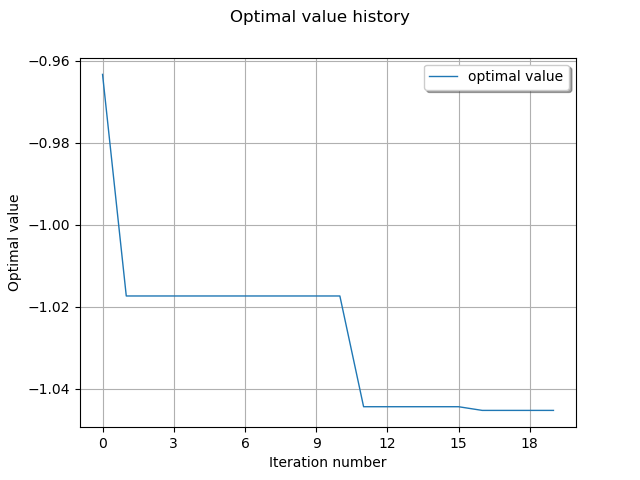 Optimal value history
optimal value
Optimal value
−0.96
−0.98
−1.00
−1.02
−1.04
0 3 6 9 12 15 18
Iteration number